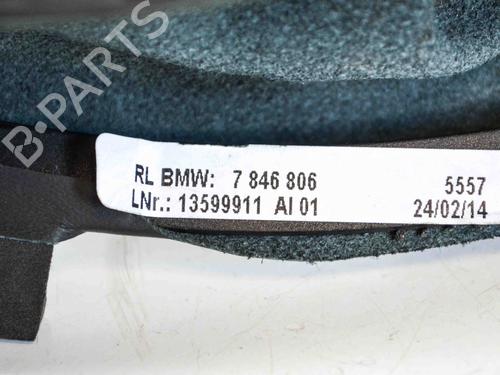 B-PARTS
RL BMW: 7 846 806 5557
LNr.: 13599911 AI 01 24/02/14